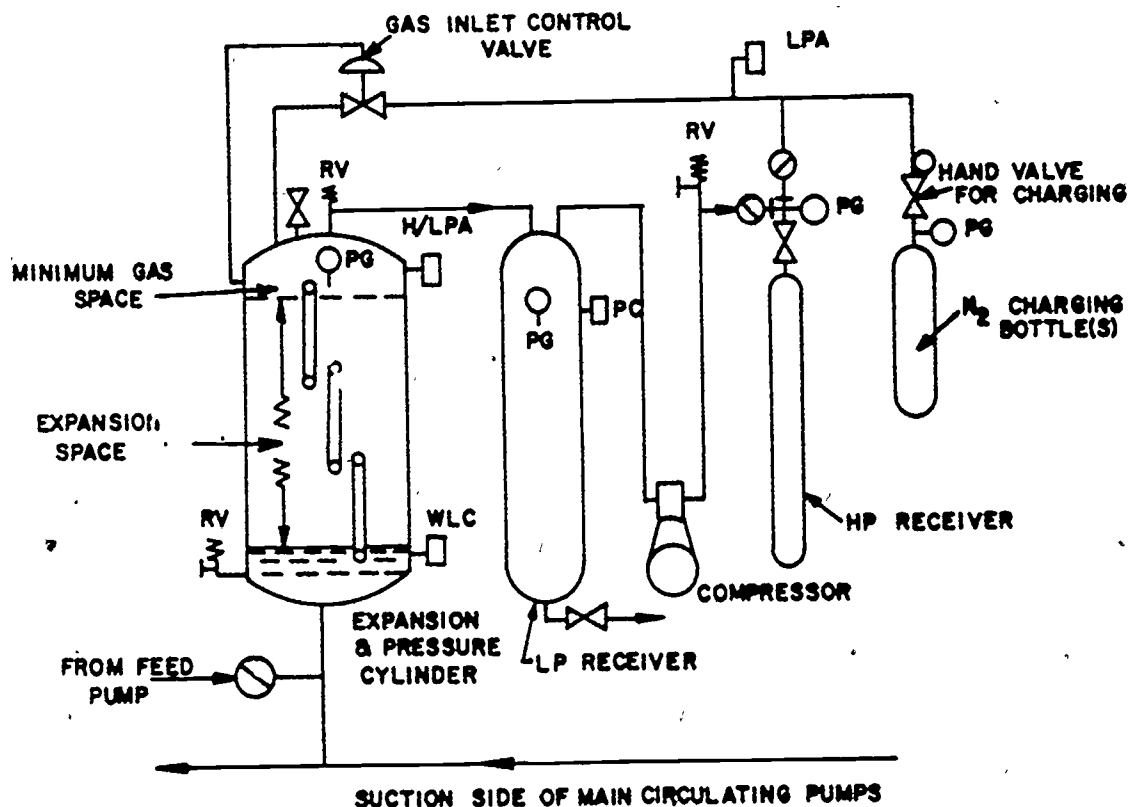 GAS INLET CONTROL
VALVE
LPA
RV
RV
HAND VALVE
FOR CHARGING
H/LPA
PG
PG
PG
MINIMUM GAS
SPACE
PC
PG
N2 CHARGING
BOTTLE(S)
EXPANSION
SPACE
RV
WLC
HP RECEIVER
COMPRESSOR
EXPANSION
& PRESSURE
CYLINDER
LP RECEIVER
FROM FEED
PUMP
SUCTION SIDE OF MAIN CIRCULATING PUMPS